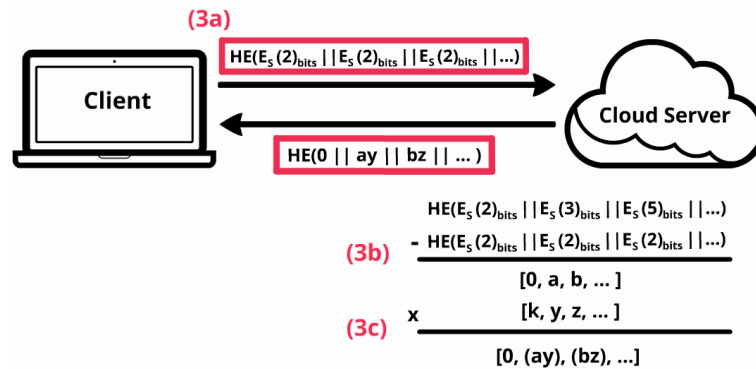 (3a)
HE(E_S(2)_bits ||E_S(2)_bits ||E_S(2)_bits ||...)
Client
Cloud Server
HE(0 || ay || bz || ... )
HE(E_S(2)_bits ||E_S(3)_bits ||E_S(5)_bits ||...)
(3b) - HE(E_S(2)_bits ||E_S(2)_bits ||E_S(2)_bits ||...)
[0, a, b, ... ]
(3c) x [k, y, z, ... ]
[0, (ay), (bz), ...]